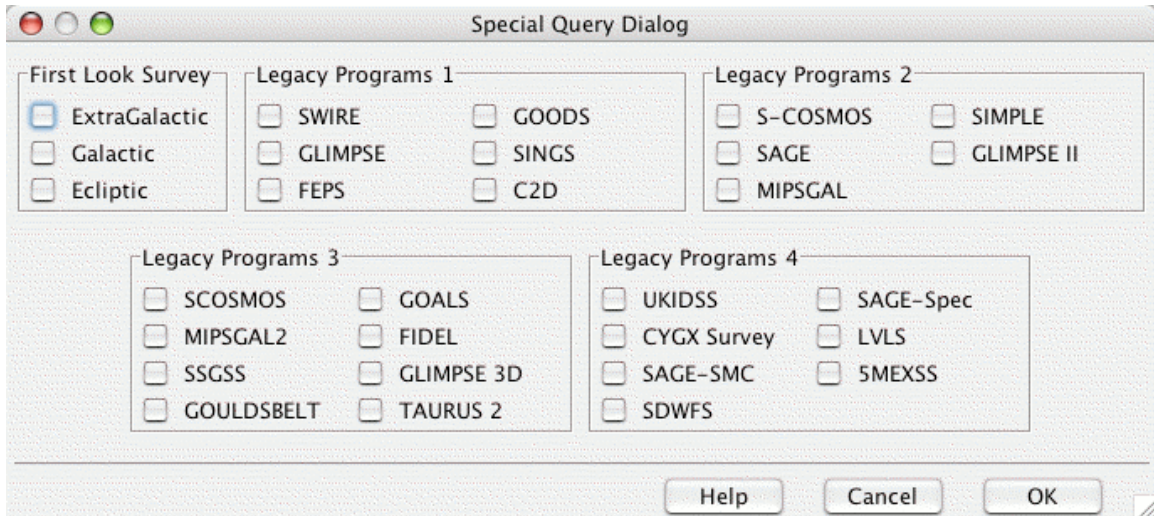 Special Query Dialog
First Look Survey
ExtraGalactic
Galactic
Ecliptic
Legacy Programs 1
SWIRE GOODS
GLIMPSE SINGS
FEPS C2D
Legacy Programs 2
S-COSMOS SIMPLE
SAGE GLIMPSE II
MIPSGAL
Legacy Programs 3
SCOSMOS GOALS
MIPSGAL2 FIDEL
SSGSS GLIMPSE 3D
GOULDSBELT TAURUS 2
Legacy Programs 4
UKIDSS SAGE-Spec
CYGX Survey LVLS
SAGE-SMC 5MEXSS
SDWFS
Help Cancel OK